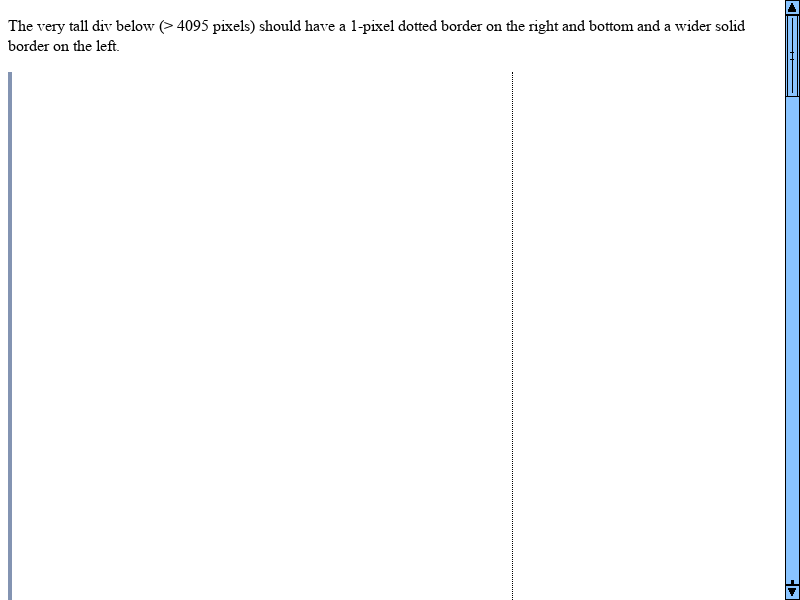 The very tall div below (> 4095 pixels) should have a 1-pixel dotted border on the right and bottom and a wider solid
border on the left.